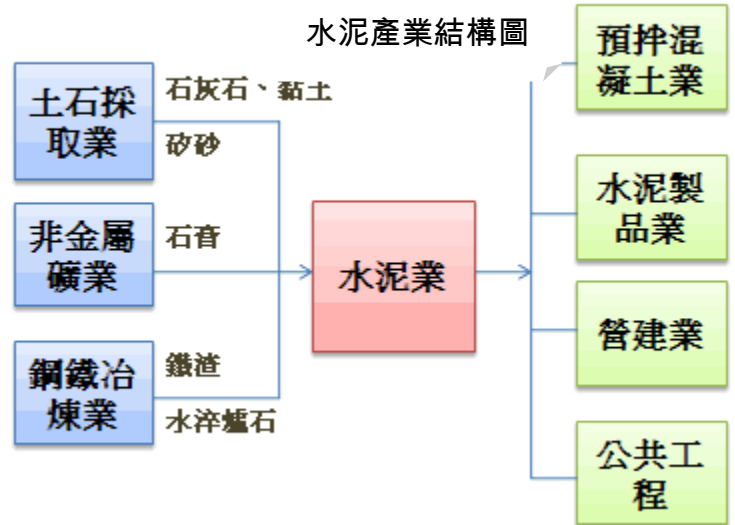 水泥產業結構圖
土石採
取業
石灰石、黏土
矽砂
非金屬
礦業
石膏
鋼鐵冶
煉業
鐵渣
水淬爐石
水泥業
預拌混
凝土業
水泥製
品業
營建業
公共工
程